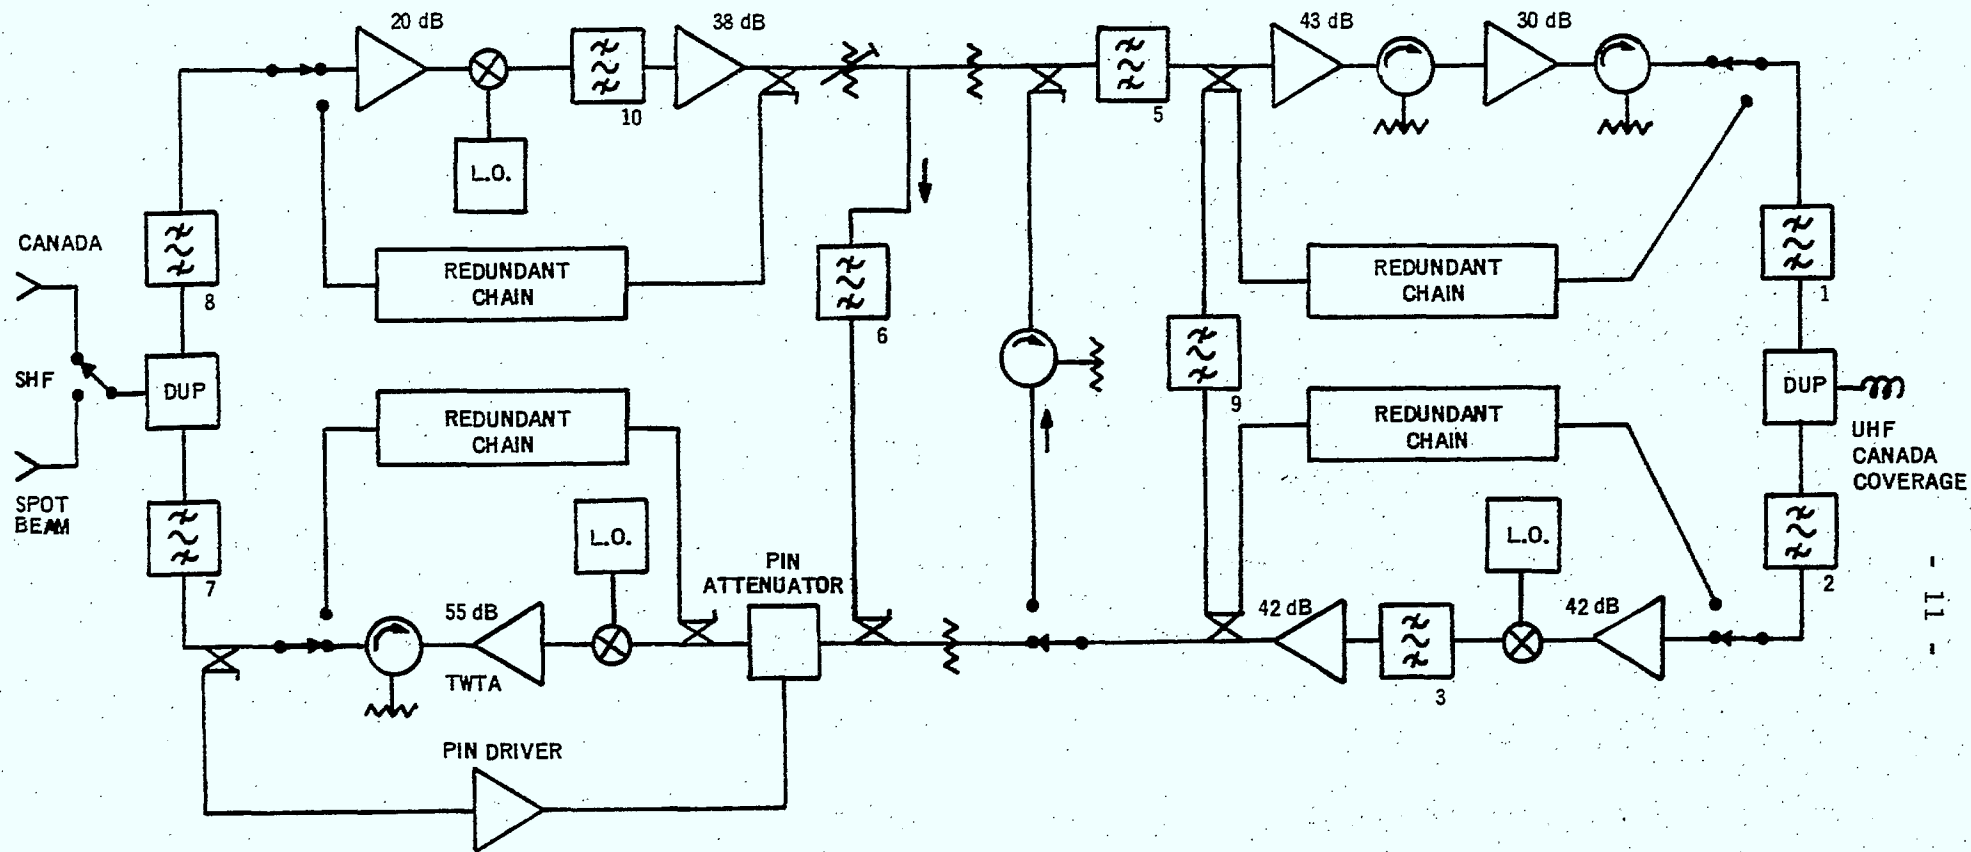 20 dB
38 dB
43 dB
30 dB
10
5
L.O.
CANADA
8
REDUNDANT
CHAIN
6
REDUNDANT
CHAIN
1
SHF
DUP
9
DUP
UHF
CANADA
COVERAGE
REDUNDANT
CHAIN
REDUNDANT
CHAIN
SPOT
BEAM
7
L.O.
PIN
ATTENUATOR
L.O.
2
55 dB
TWTA
42 dB
3
42 dB
PIN DRIVER
- 11 -